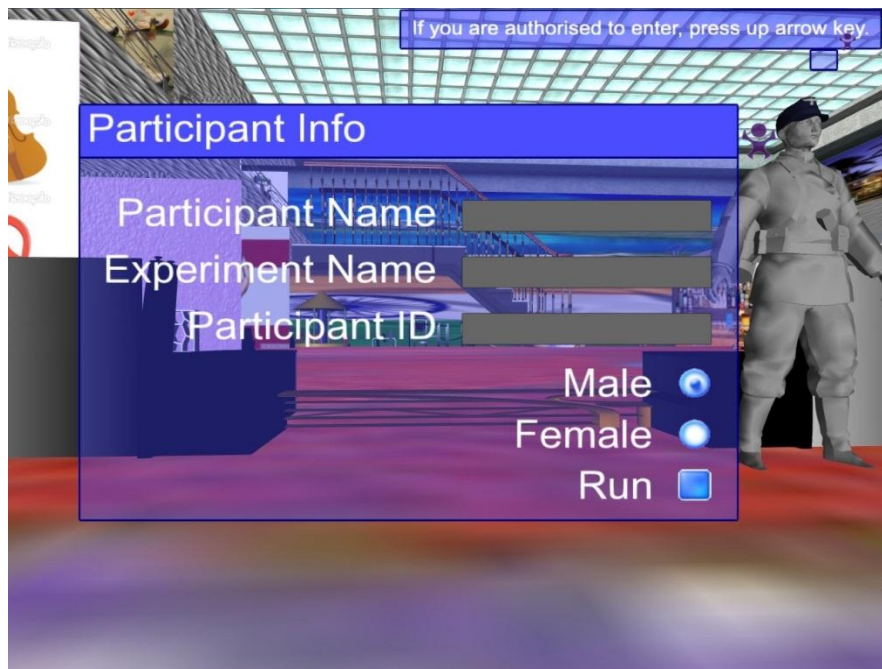 If you are authorised to enter, press up arrow key.
Participant Info
Participant Name
Experiment Name
Participant ID
Male
Female
Run